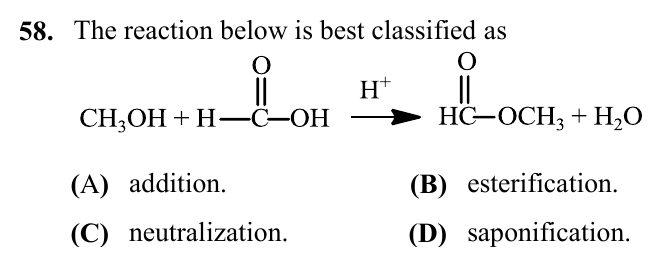 58. The reaction below is best classified as
O O
CH₃OH + H—C—OH H⁺ → HC—OCH₃ + H₂O
(A) addition. (B) esterification.
(C) neutralization. (D) saponification.